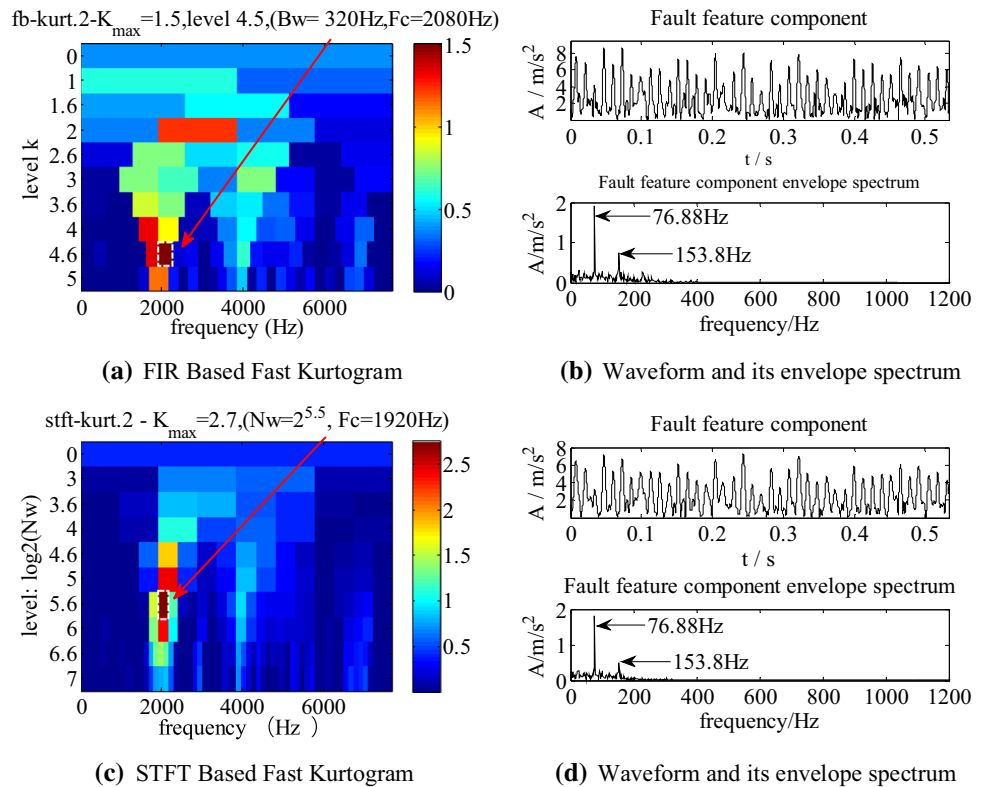 fb-kurt.2-Kmax=1.5,level 4.5,(Bw= 320Hz,Fc=2080Hz)
level k
0
1
1.6
2
2.6
3
3.6
4
4.6
5
0 2000 4000 6000
frequency (Hz)
1.5
1
0.5
0
(a) FIR Based Fast Kurtogram
Fault feature component
A / m/s2
8
6
4
2
0 0.1 0.2 0.3 0.4 0.5
t / s
Fault feature component envelope spectrum
A/m/s2
2
1
0
76.88Hz
153.8Hz
0 200 400 600 800 1000 1200
frequency/Hz
(b) Waveform and its envelope spectrum
stft-kurt.2 - Kmax=2.7,(Nw=2^5.5, Fc=1920Hz)
level: log2(Nw)
0
3
3.6
4
4.6
5
5.6
6
6.6
7
0 2000 4000 6000
frequency (Hz )
2.5
2
1.5
1
0.5
(c) STFT Based Fast Kurtogram
Fault feature component
A / m/s2
8
6
4
2
0 0.1 0.2 0.3 0.4 0.5
t / s
Fault feature component envelope spectrum
A/m/s2
2
1
0
76.88Hz
153.8Hz
0 200 400 600 800 1000 1200
frequency/Hz
(d) Waveform and its envelope spectrum